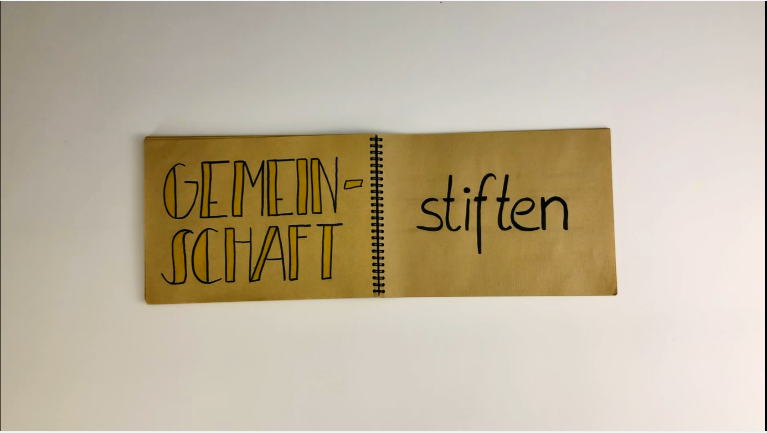 GEMEIN-
SCHAFT
stiften